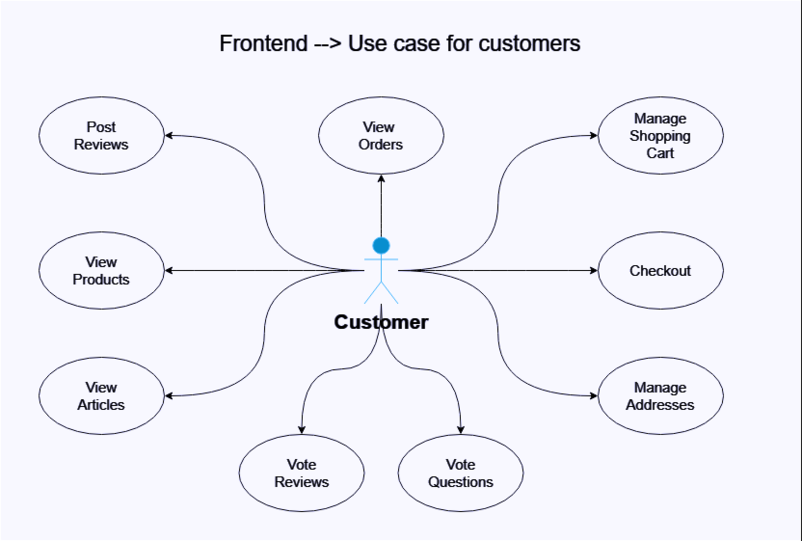 Frontend --> Use case for customers
Post
Reviews
View
Orders
Manage
Shopping
Cart
View
Products
Checkout
Customer
View
Articles
Manage
Addresses
Vote
Reviews
Vote
Questions